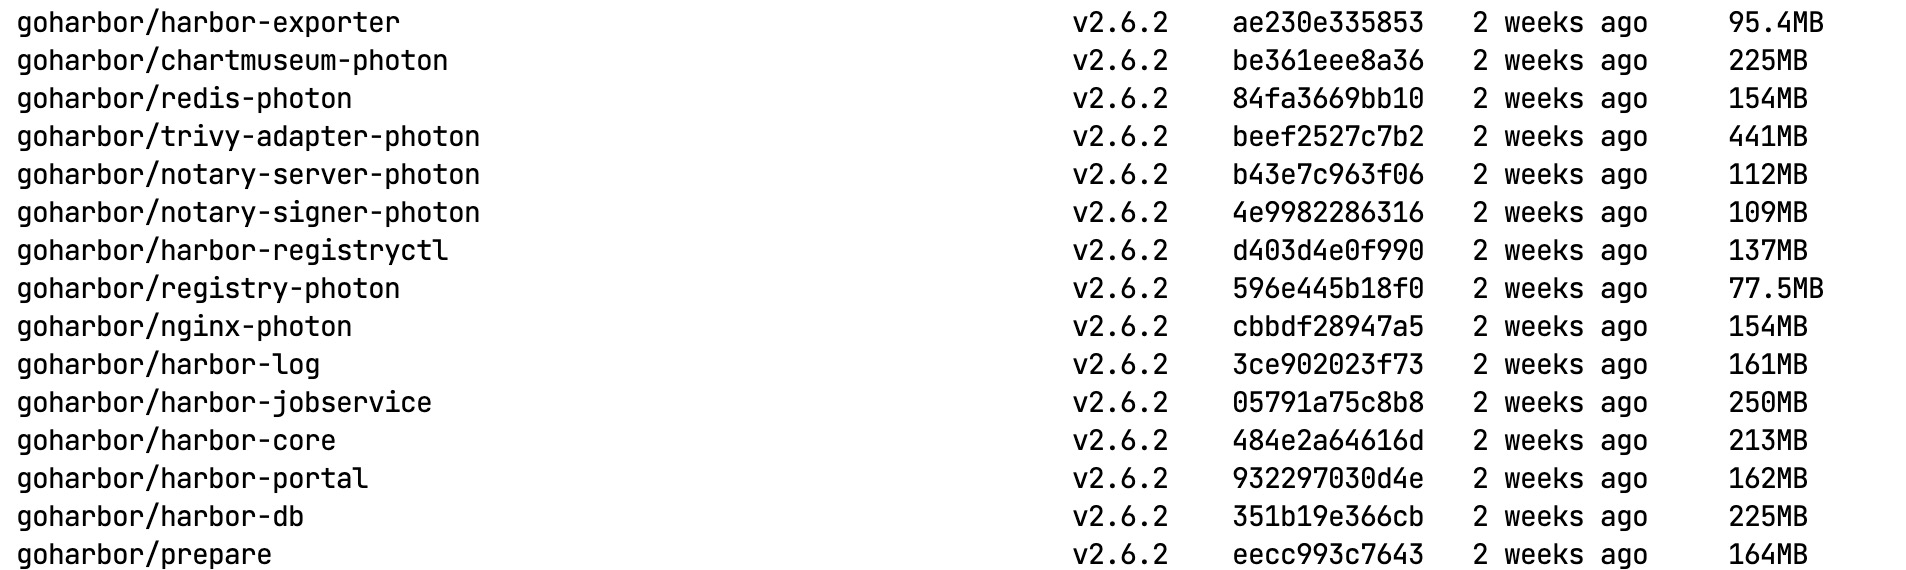 goharbor/harbor-exporter v2.6.2 ae230e335853 2 weeks ago 95.4MB
goharbor/chartmuseum-photon v2.6.2 be361eee8a36 2 weeks ago 225MB
goharbor/redis-photon v2.6.2 84fa3669bb10 2 weeks ago 154MB
goharbor/trivy-adapter-photon v2.6.2 beef2527c7b2 2 weeks ago 441MB
goharbor/notary-server-photon v2.6.2 b43e7c963f06 2 weeks ago 112MB
goharbor/notary-signer-photon v2.6.2 4e9982286316 2 weeks ago 109MB
goharbor/harbor-registryctl v2.6.2 d403d4e0f990 2 weeks ago 137MB
goharbor/registry-photon v2.6.2 596e445b18f0 2 weeks ago 77.5MB
goharbor/nginx-photon v2.6.2 cbbdf28947a5 2 weeks ago 154MB
goharbor/harbor-log v2.6.2 3ce902023f73 2 weeks ago 161MB
goharbor/harbor-jobservice v2.6.2 05791a75c8b8 2 weeks ago 250MB
goharbor/harbor-core v2.6.2 484e2a64616d 2 weeks ago 213MB
goharbor/harbor-portal v2.6.2 932297030d4e 2 weeks ago 162MB
goharbor/harbor-db v2.6.2 351b19e366cb 2 weeks ago 225MB
goharbor/prepare v2.6.2 eecc993c7643 2 weeks ago 164MB